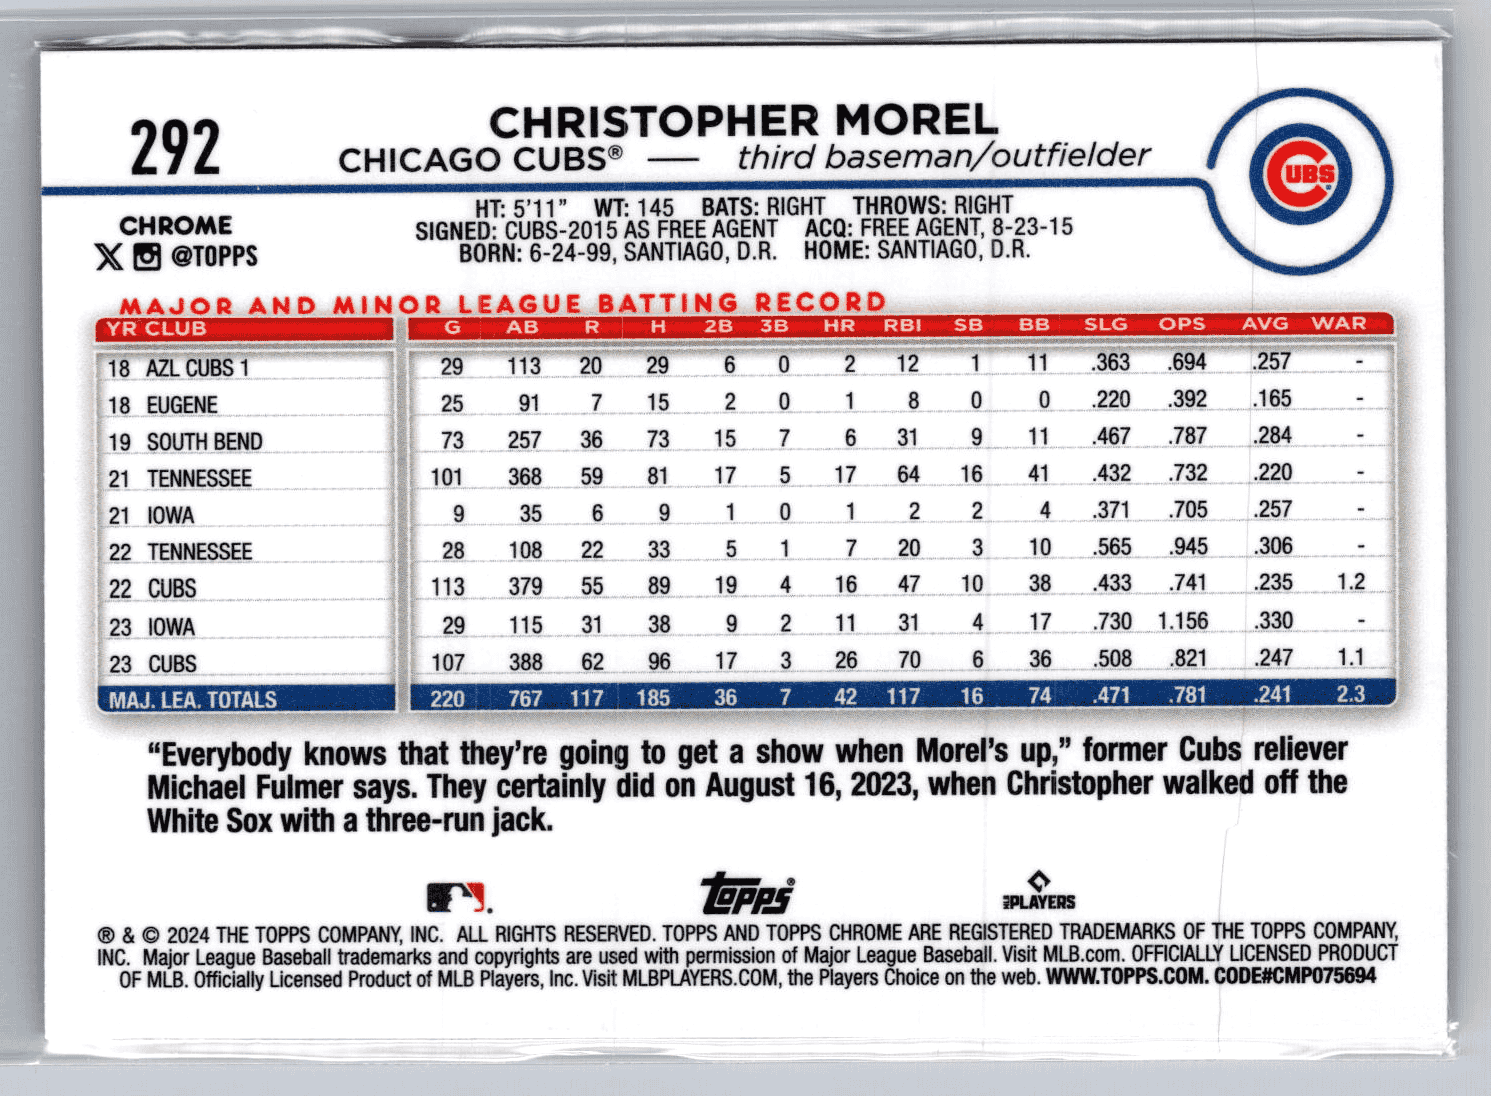 292
CHRISTOPHER MOREL
CHICAGO CUBS® — third baseman/outfielder
CUBS
CHROME
@TOPPS
HT: 5'11" WT: 145 BATS: RIGHT THROWS: RIGHT
SIGNED: CUBS-2015 AS FREE AGENT ACQ: FREE AGENT, 8-23-15
BORN: 6-24-99, SANTIAGO, D.R. HOME: SANTIAGO, D.R.
MAJOR AND MINOR LEAGUE BATTING RECORD
YR CLUB G AB R H 2B 3B HR RBI SB BB SLG OPS AVG WAR
18 AZL CUBS 1 29 113 20 29 6 0 2 12 1 11 .363 .694 .257 -
18 EUGENE 25 91 7 15 2 0 1 8 0 0 .220 .392 .165 -
19 SOUTH BEND 73 257 36 73 15 7 6 31 9 11 .467 .787 .284 -
21 TENNESSEE 101 368 59 81 17 5 17 64 16 41 .432 .732 .220 -
21 IOWA 9 35 6 9 1 0 1 2 2 4 .371 .705 .257 -
22 TENNESSEE 28 108 22 33 5 1 7 20 3 10 .565 .945 .306 -
22 CUBS 113 379 55 89 19 4 16 47 10 38 .433 .741 .235 1.2
23 IOWA 29 115 31 38 9 2 11 31 4 17 .730 1.156 .330 -
23 CUBS 107 388 62 96 17 3 26 70 6 36 .508 .821 .247 1.1
MAJ. LEA. TOTALS 220 767 117 185 36 7 42 117 16 74 .471 .781 .241 2.3
“Everybody knows that they're going to get a show when Morel's up,” former Cubs reliever
Michael Fulmer says. They certainly did on August 16, 2023, when Christopher walked off the
White Sox with a three-run jack.
Topps®
MLB PLAYERS
® & © 2024 THE TOPPS COMPANY, INC. ALL RIGHTS RESERVED. TOPPS AND TOPPS CHROME ARE REGISTERED TRADEMARKS OF THE TOPPS COMPANY,
INC. Major League Baseball trademarks and copyrights are used with permission of Major League Baseball. Visit MLB.com. OFFICIALLY LICENSED PRODUCT
OF MLB. Officially Licensed Product of MLB Players, Inc. Visit MLBPLAYERS.COM, the Players Choice on the web. WWW.TOPPS.COM. CODE#CMP075694